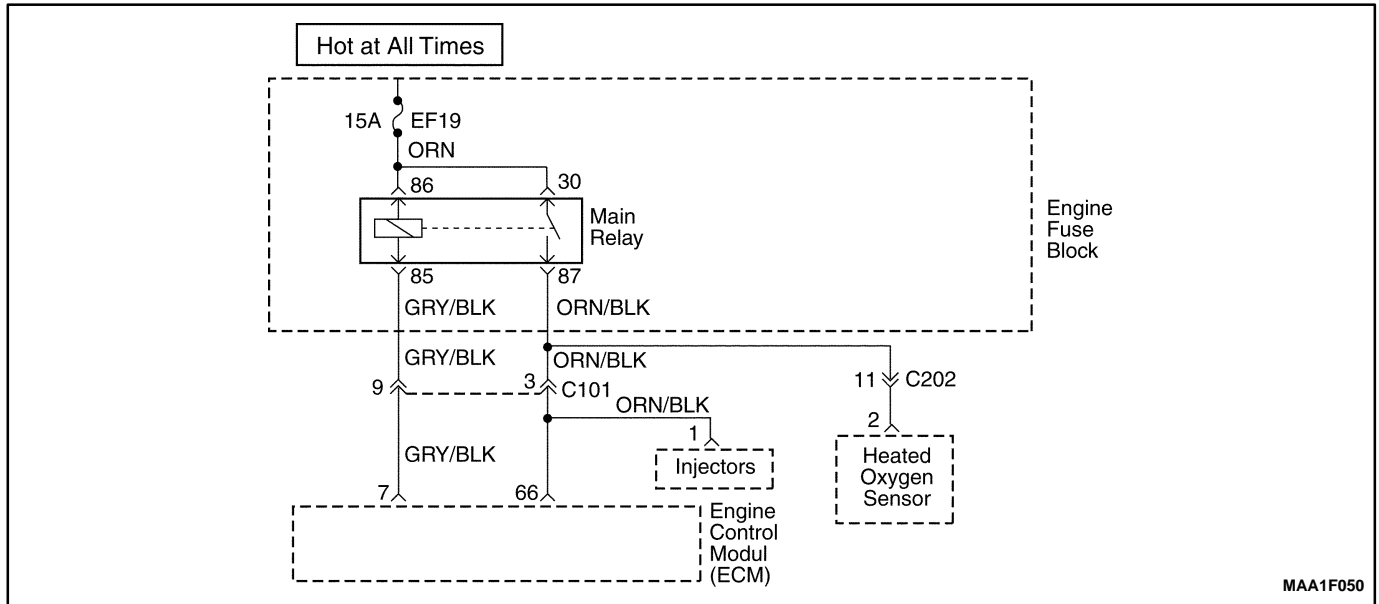 Hot at All Times
15A EF19
ORN
86 30
Main
Relay
Engine
Fuse
Block
85 87
GRY/BLK ORN/BLK
GRY/BLK ORN/BLK
9 3 C101
11 C202
ORN/BLK
1
2
GRY/BLK
Injectors
Heated
Oxygen
Sensor
7 66
Engine
Control
Modul
(ECM)
MAA1F050